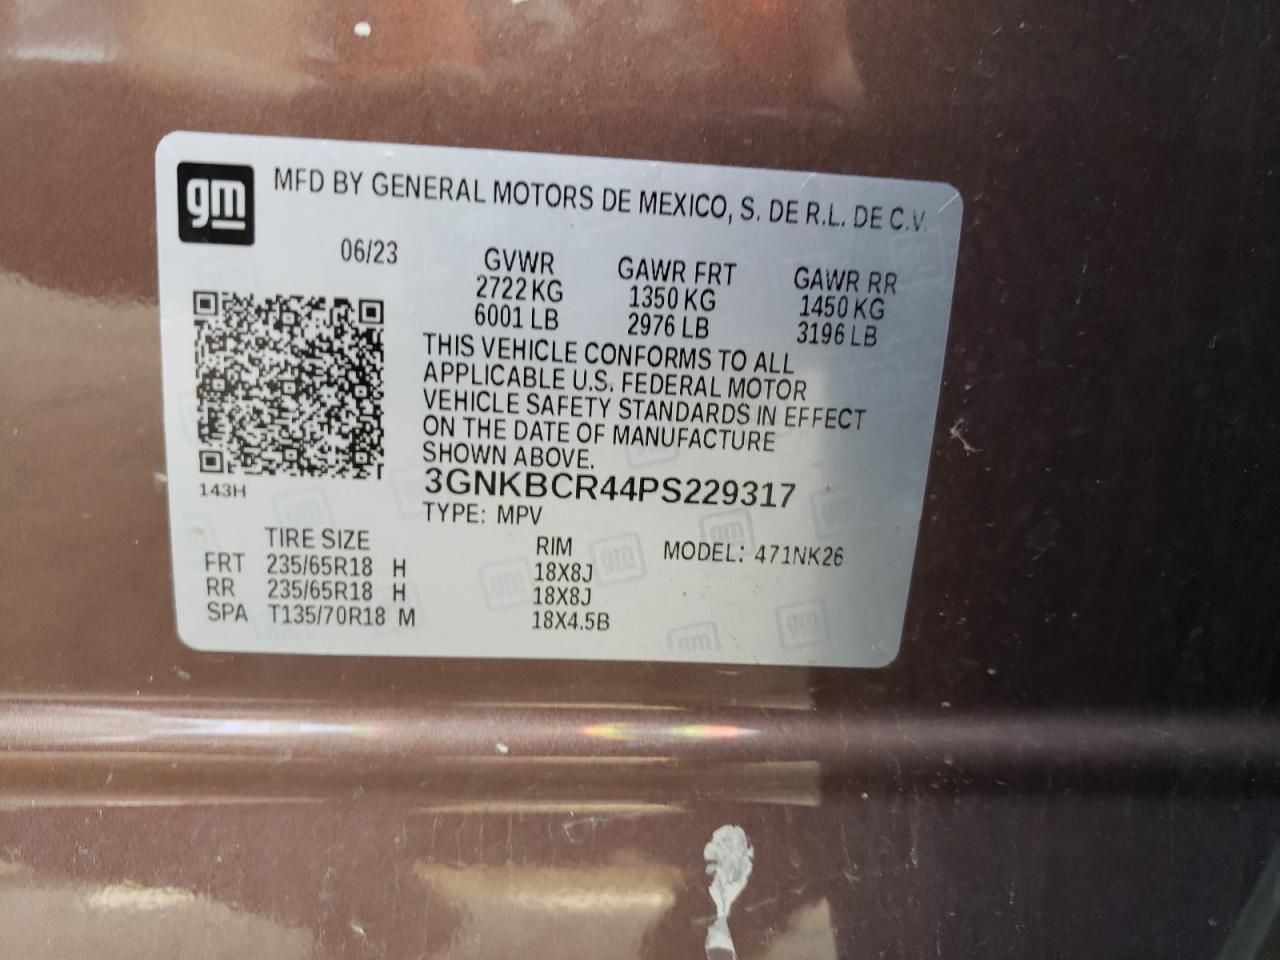 gm MFD BY GENERAL MOTORS DE MEXICO, S. DE R.L. DE C.V.
06/23
GVWR GAWR FRT GAWR RR
2722 KG 1350 KG 1450 KG
6001 LB 2976 LB 3196 LB
THIS VEHICLE CONFORMS TO ALL
APPLICABLE U.S. FEDERAL MOTOR
VEHICLE SAFETY STANDARDS IN EFFECT
ON THE DATE OF MANUFACTURE
SHOWN ABOVE.
143H
3GNKBCR44PS229317
TYPE: MPV
TIRE SIZE RIM MODEL: 471NK26
FRT 235/65R18 H 18X8J
RR 235/65R18 H 18X8J
SPA T135/70R18 M 18X4.5B